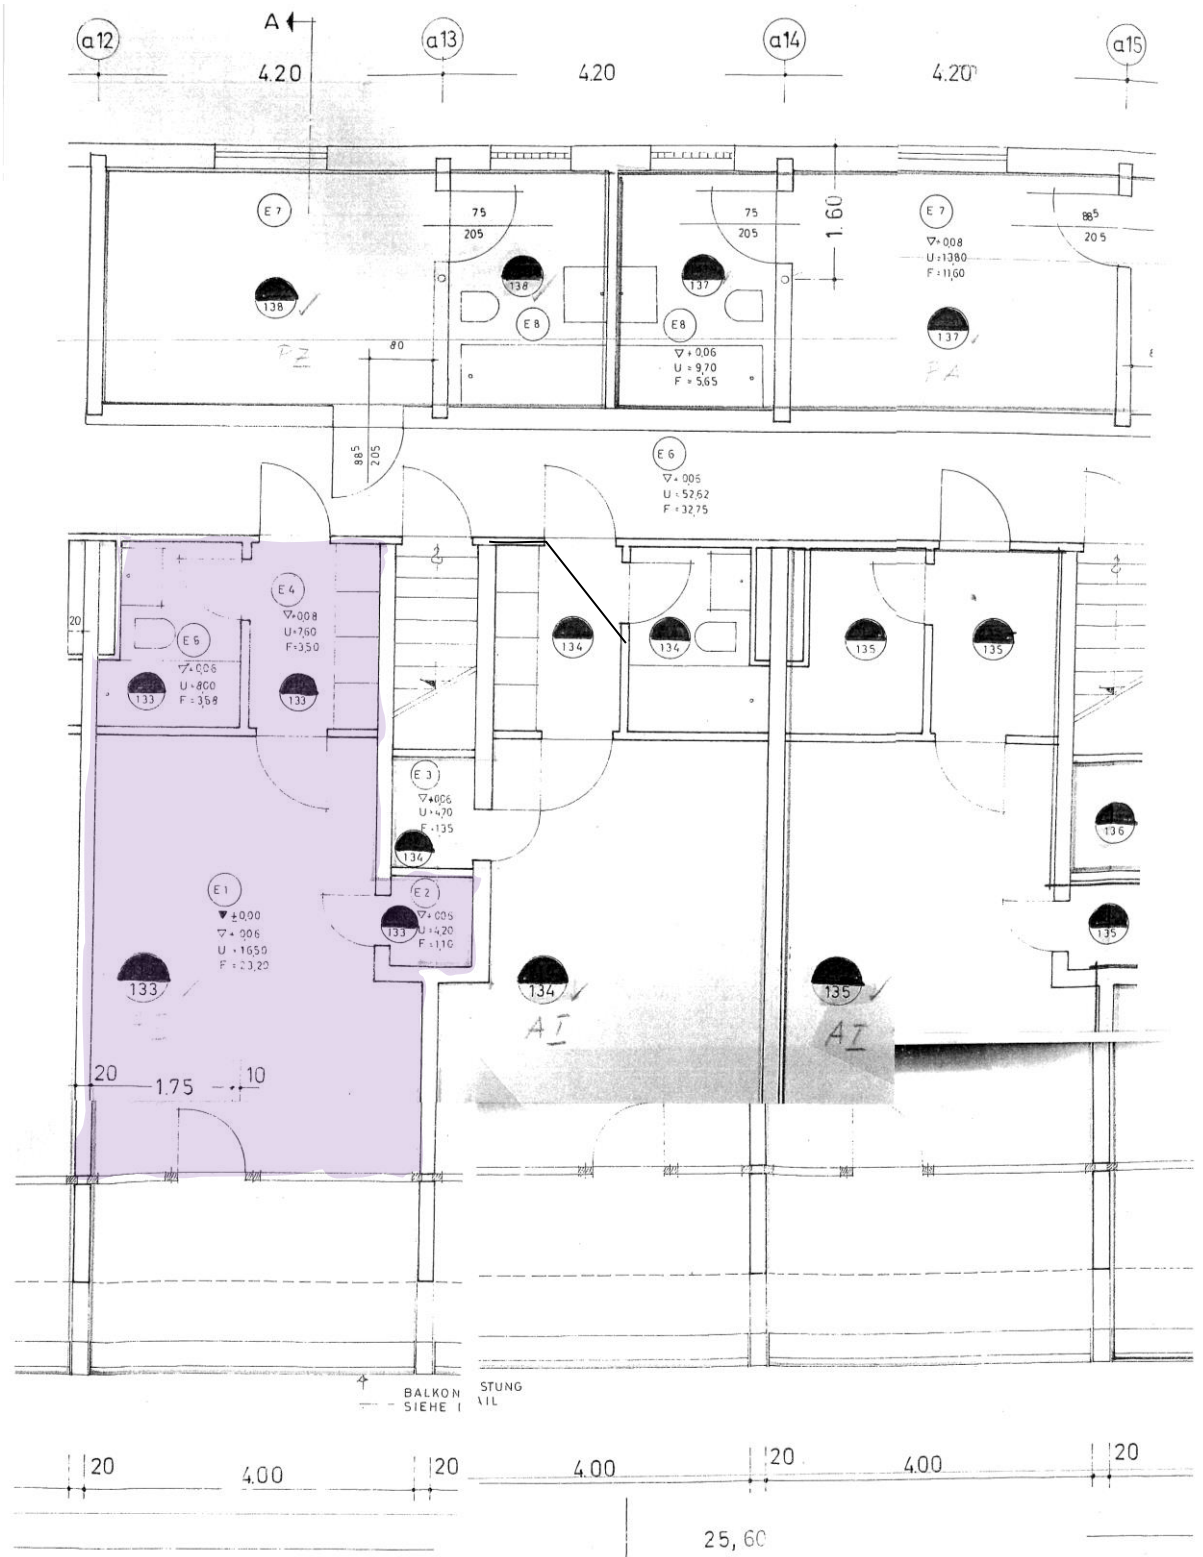 a12
A
a13
a14
a15
4.20
4.20
4.20
E7
75
205
75
205
1.60
E7
▽+0,08
U=13,80
F=11,60
88⁵
205
138
138
137
137
E8
E8
▽+0,06
U=9,70
F=5,65
80
PZ
88⁵
205
E6
▽+0,06
U=52,62
F=32,75
E4
▽+0,08
U=7,60
F=3,50
20
E5
▽+0,06
U=8,00
F=3,58
133
133
134
134
135
135
E3
▽+0,06
U=4,70
F=1,35
134
136
E1
▼±0,00
▽+0,06
U=16,50
F=23,20
E2
▽+0,06
U=4,20
F=1,10
133
135
133
134
135
AI
AI
20
1.75
10
BALKON STUNG
SIEHE
20
4.00
20
4.00
20
4.00
20
25,60